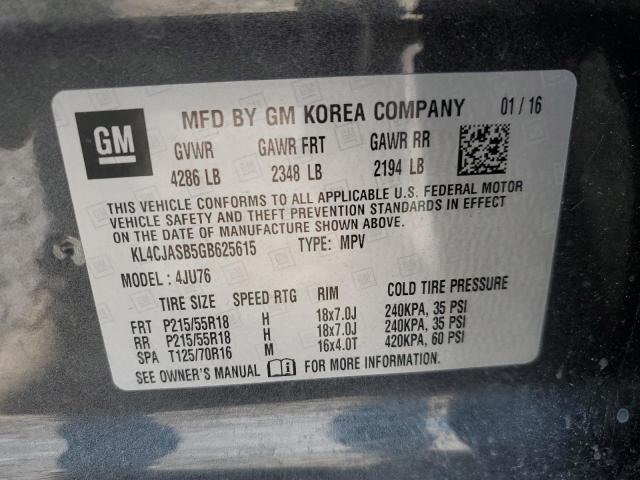 GM
MFD BY GM KOREA COMPANY 01 / 16
GVWR GAWR FRT GAWR RR
4286 LB 2348 LB 2194 LB
THIS VEHICLE CONFORMS TO ALL APPLICABLE U.S. FEDERAL MOTOR
VEHICLE SAFETY AND THEFT PREVENTION STANDARDS IN EFFECT
ON THE DATE OF MANUFACTURE SHOWN ABOVE.
KL4CJASB5GB625615 TYPE: MPV
MODEL: 4JU76
TIRE SIZE SPEED RTG RIM COLD TIRE PRESSURE
FRT P215/55R18 H 18x7.0J 240KPA, 35 PSI
RR P215/55R18 H 18x7.0J 240KPA, 35 PSI
SPA T125/70R16 M 16x4.0T 420KPA, 60 PSI
SEE OWNER'S MANUAL FOR MORE INFORMATION.